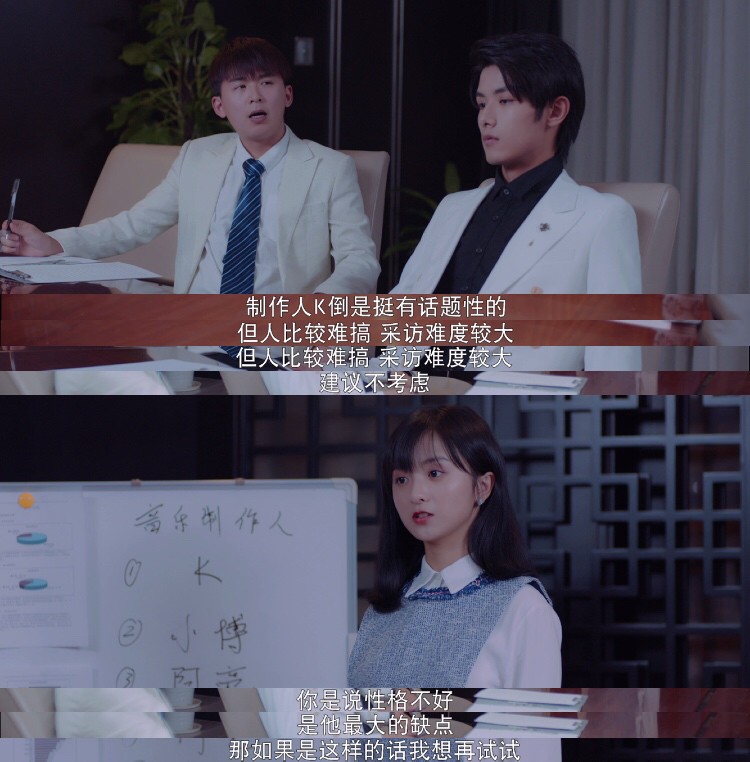 制作人K倒是挺有话题性的
但人比较难搞 采访难度较大
但人比较难搞 采访难度较大
建议不考虑
音乐制作人
① K
② 小博
③ 阿亮
你是说性格不好
是他最大的缺点
那如果是这样的话我想再试试